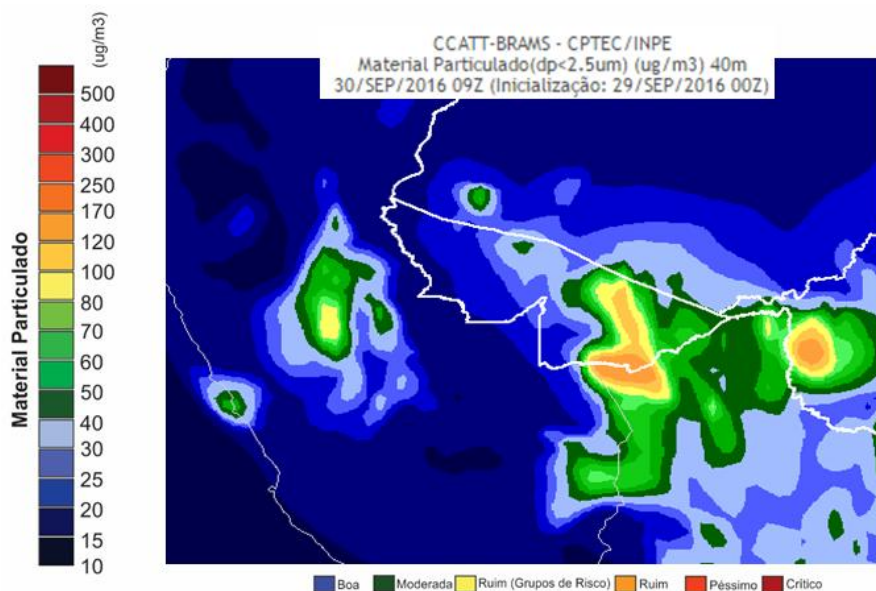 CCATT-BRAMS - CPTEC/INPE
Material Particulado(dp<2.5um) (ug/m3) 40m
30/SEP/2016 09Z (Inicialização: 29/SEP/2016 00Z)
(ug/m3)
Material Particulado
500
400
300
250
170
120
100
80
70
60
50
40
30
25
20
15
10
Boa Moderada Ruim (Grupos de Risco) Ruim Péssimo Crítico